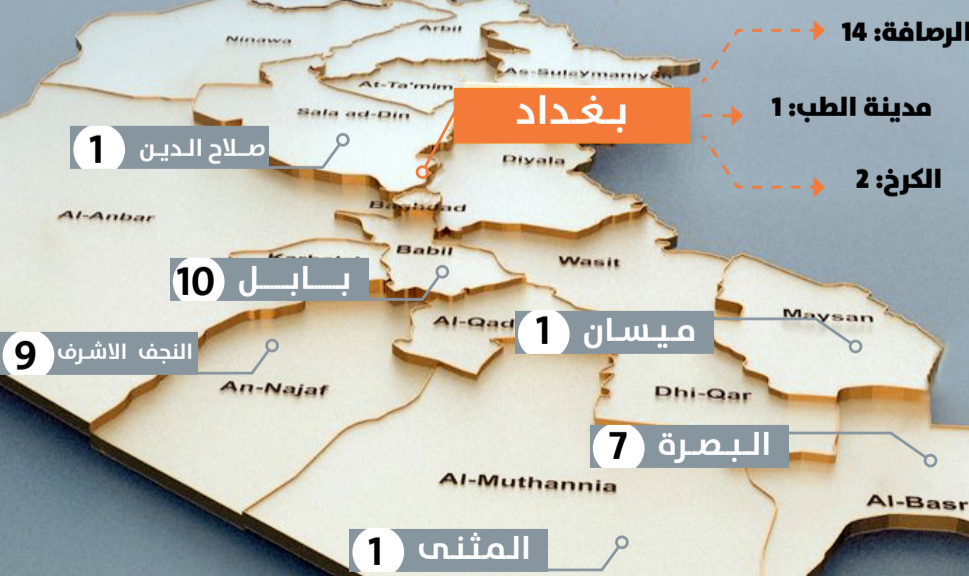 Arbil
الرصافة: 14
Ninawa
As-Sulaymaniyah
At-Ta'mim
بغداد
مدينة الطب: 1
Sala ad-Din
صلاح الدين 1
Diyala
الكرخ: 2
Baghdad
Al-Anbar
Babil
Wasit
بابل 10
Maysan
Al-Qad
ميسان 1
النجف الاشرف 9
An-Najaf
Dhi-Qar
البصرة 7
Al-Muthannia
Al-Basr
المثنى 1